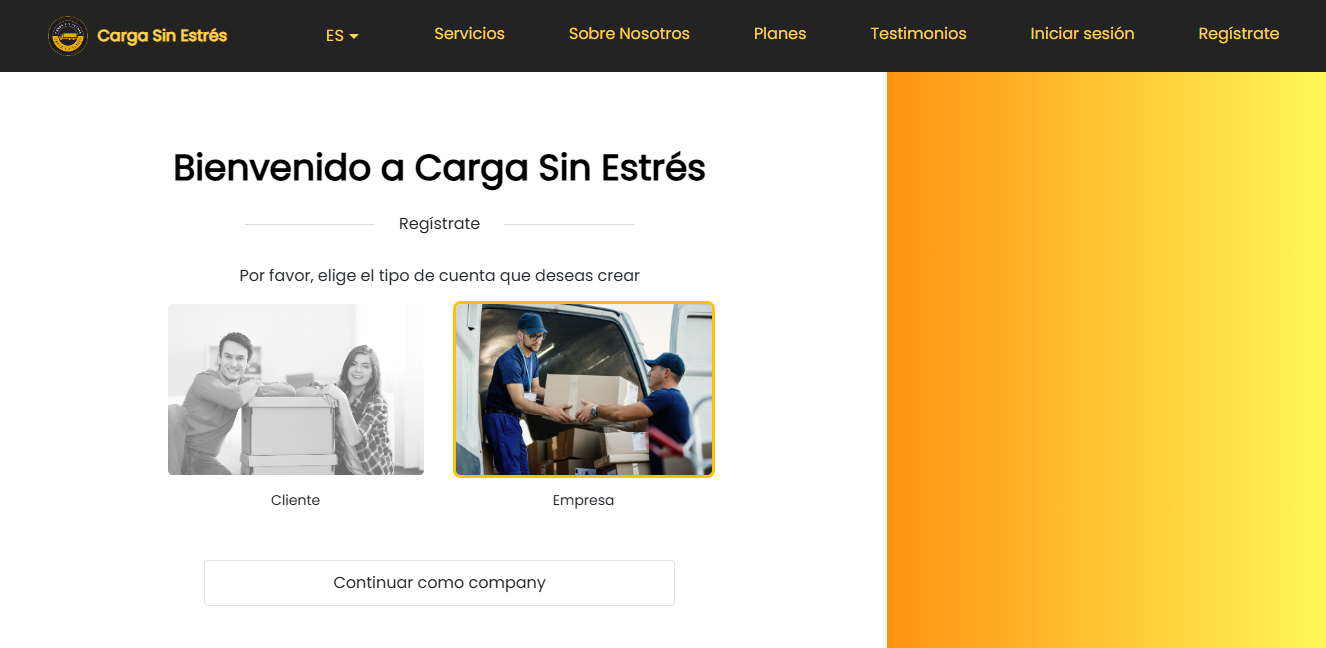 Carga Sin Estrés
ES
Servicios
Sobre Nosotros
Planes
Testimonios
Iniciar sesión
Regístrate
Bienvenido a Carga Sin Estrés
Regístrate
Por favor, elige el tipo de cuenta que deseas crear
Cliente
Empresa
Continuar como company